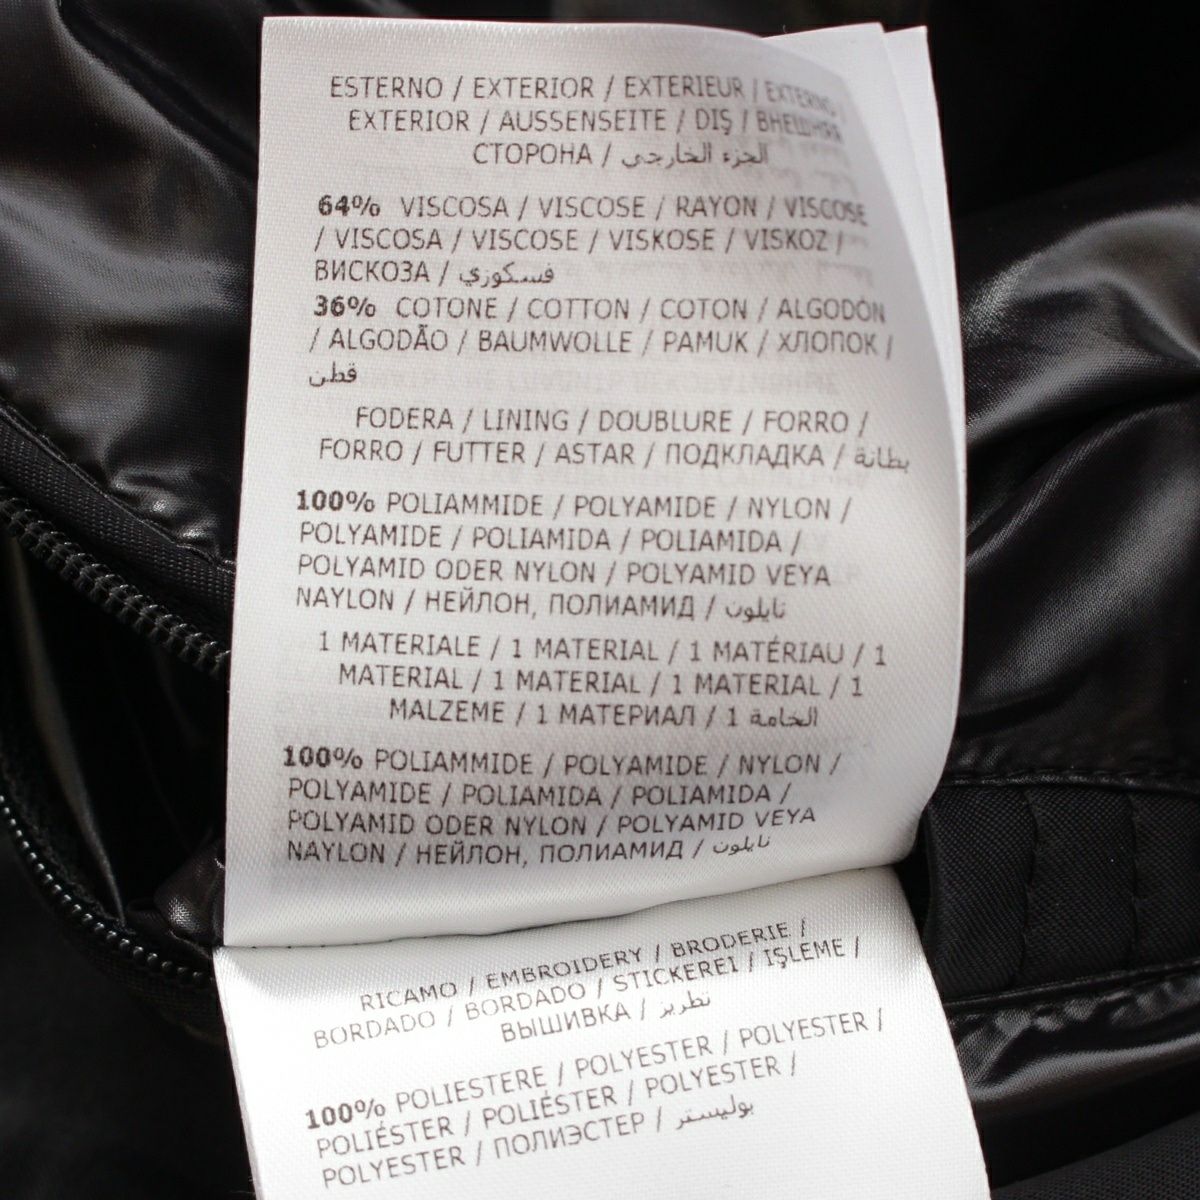 ESTERNO / EXTERIOR / EXTERIEUR / EXTERNO /
EXTERIOR / AUSSENSEITE / DIŞ / ВНЕШНЯЯ
СТОРОНА / الجزء الخارجي
64% VISCOSA / VISCOSE / RAYON / VISCOSE
/ VISCOSA / VISCOSE / VISKOSE / VISKOZ /
ВИСКОЗА / فسكوزي
36% COTONE / COTTON / COTON / ALGODÓN
/ ALGODÃO / BAUMWOLLE / PAMUK / ХЛОПОК /
قطن
FODERA / LINING / DOUBLURE / FORRO /
FORRO / FUTTER / ASTAR / ПОДКЛАДКА / بطانة
100% POLIAMMIDE / POLYAMIDE / NYLON /
POLYAMIDE / POLIAMIDA / POLIAMIDA /
POLYAMID ODER NYLON / POLYAMID VEYA
NAYLON / НЕЙЛОН, ПОЛИАМИД / نايلون
1 MATERIALE / 1 MATERIAL / 1 MATÉRIAU / 1
MATERIAL / 1 MATERIAL / 1 MATERIAL / 1
MALZEME / 1 МАТЕРИАЛ / 1 الخامة
100% POLIAMMIDE / POLYAMIDE / NYLON /
POLYAMIDE / POLIAMIDA / POLIAMIDA /
POLYAMID ODER NYLON / POLYAMID VEYA
NAYLON / НЕЙЛОН, ПОЛИАМИД / نايلون
RICAMO / EMBROIDERY / BRODERIE /
BORDADO / BORDADO / STICKEREI / IŞLEME /
ВЫШИВКА / تطريز
100% POLIESTERE / POLYESTER / POLYESTER /
POLIÉSTER / POLIÉSTER / POLYESTER /
POLYESTER / ПОЛИЭСТЕР / بوليستر